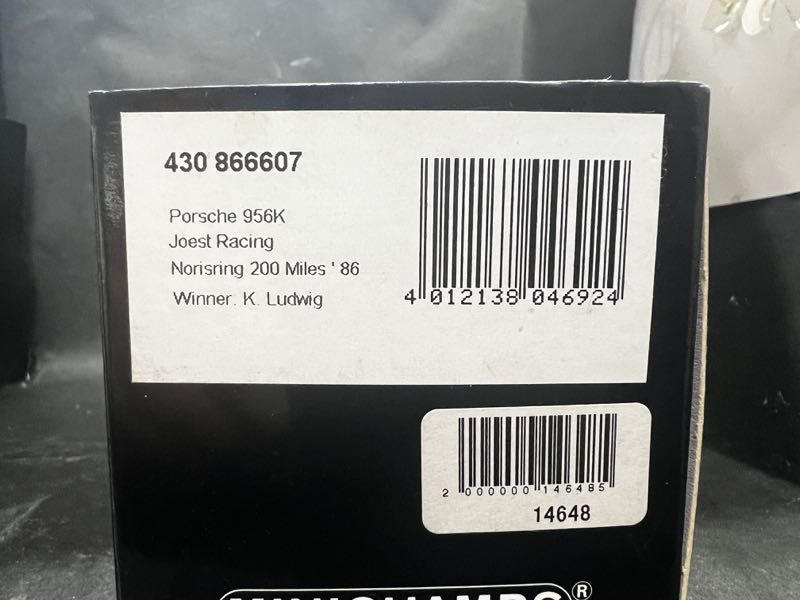 430 866607
Porsche 956K
Joest Racing
Norisring 200 Miles ' 86
Winner. K. Ludwig
4 012138 046924
2 000000 146485
14648
MINICHAMPS®